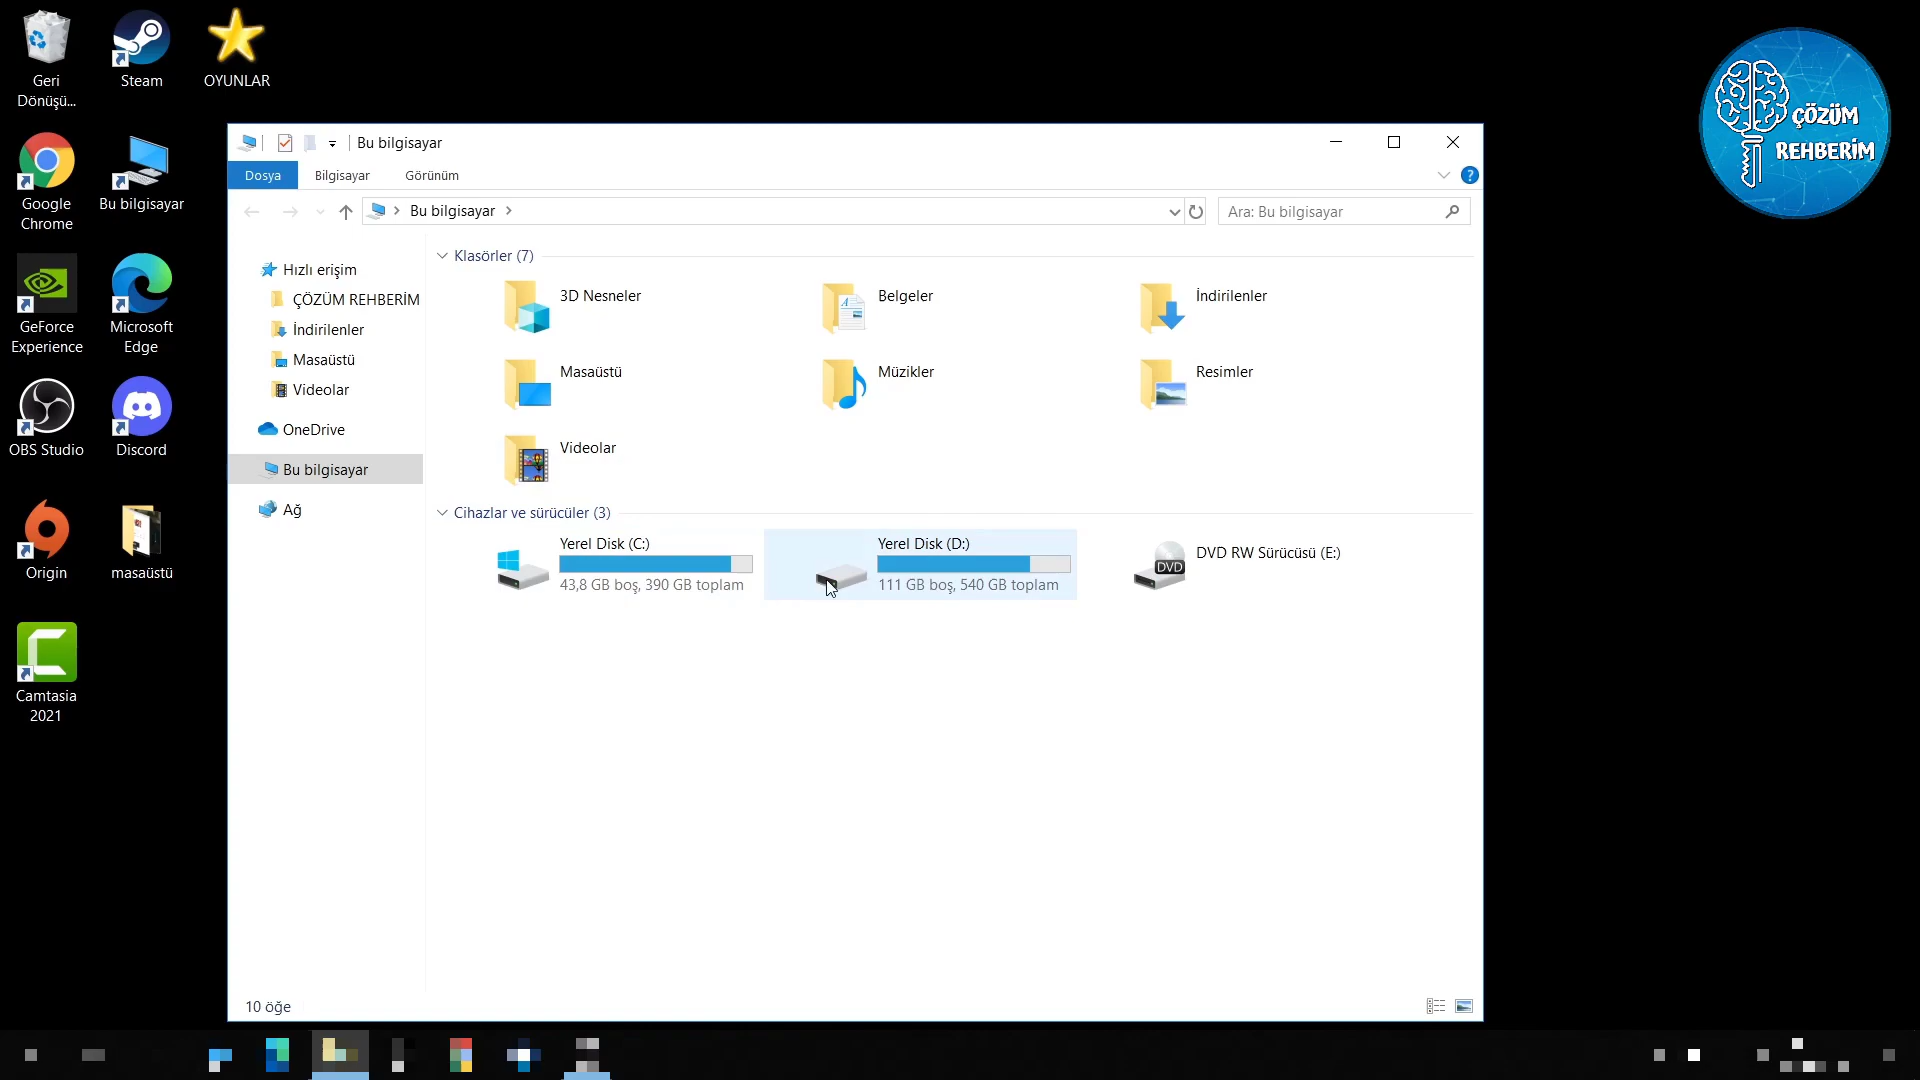 Geri
Dönüşü...
Steam
OYUNLAR
Google
Chrome
Bu bilgisayar
GeForce
Experience
Microsoft
Edge
OBS Studio
Discord
Origin
masaüstü
Camtasia
2021
ÇÖZÜM
REHBERİM
Bu bilgisayar
Dosya
Bilgisayar
Görünüm
?
Bu bilgisayar
Ara: Bu bilgisayar
Hızlı erişim
ÇÖZÜM REHBERİM
İndirilenler
Masaüstü
Videolar
OneDrive
Bu bilgisayar
Ağ
Klasörler (7)
3D Nesneler
Belgeler
İndirilenler
Masaüstü
Müzikler
Resimler
Videolar
Cihazlar ve sürücüler (3)
Yerel Disk (C:)
43,8 GB boş, 390 GB toplam
Yerel Disk (D:)
111 GB boş, 540 GB toplam
DVD
DVD RW Sürücüsü (E:)
10 öğe